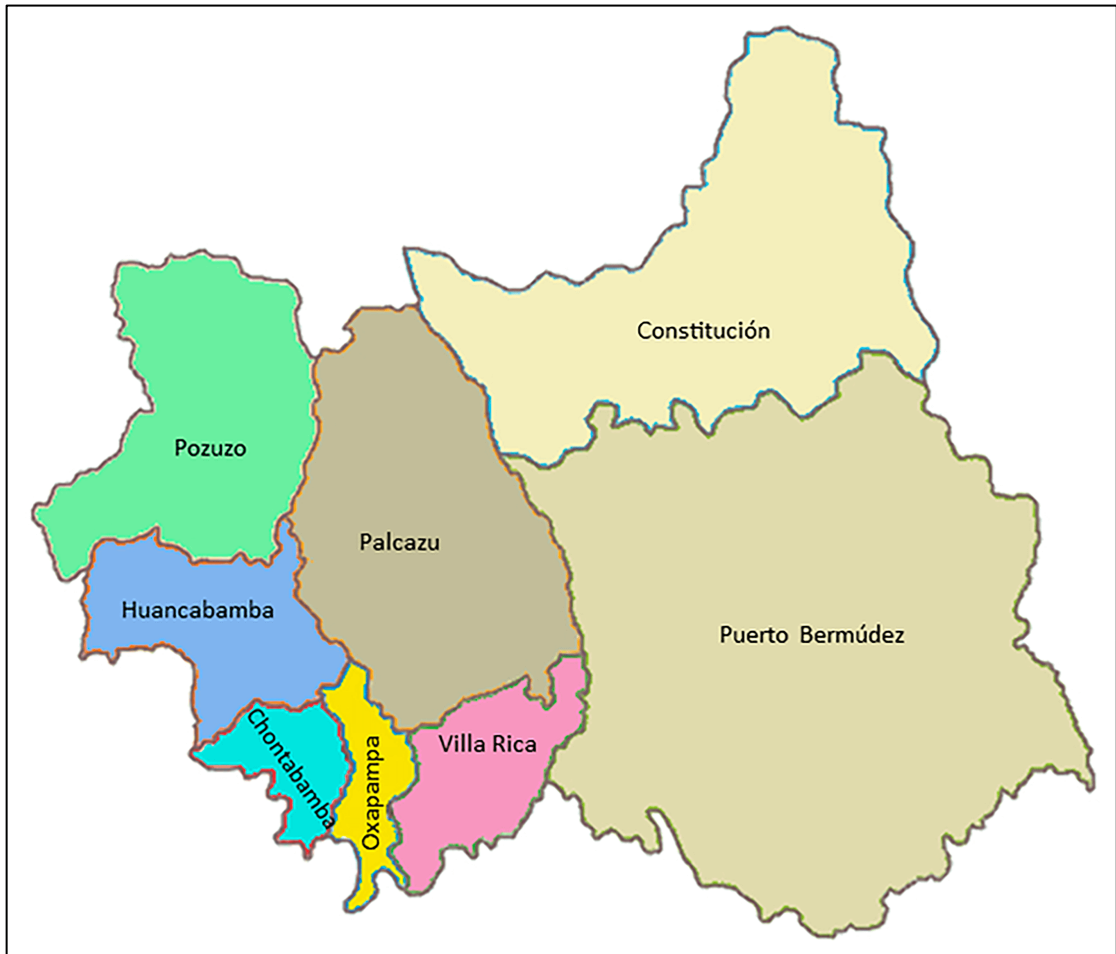 Constitución
Pozuzo
Palcazu
Huancabamba
Puerto Bermúdez
Chontabamba
Oxapampa
Villa Rica